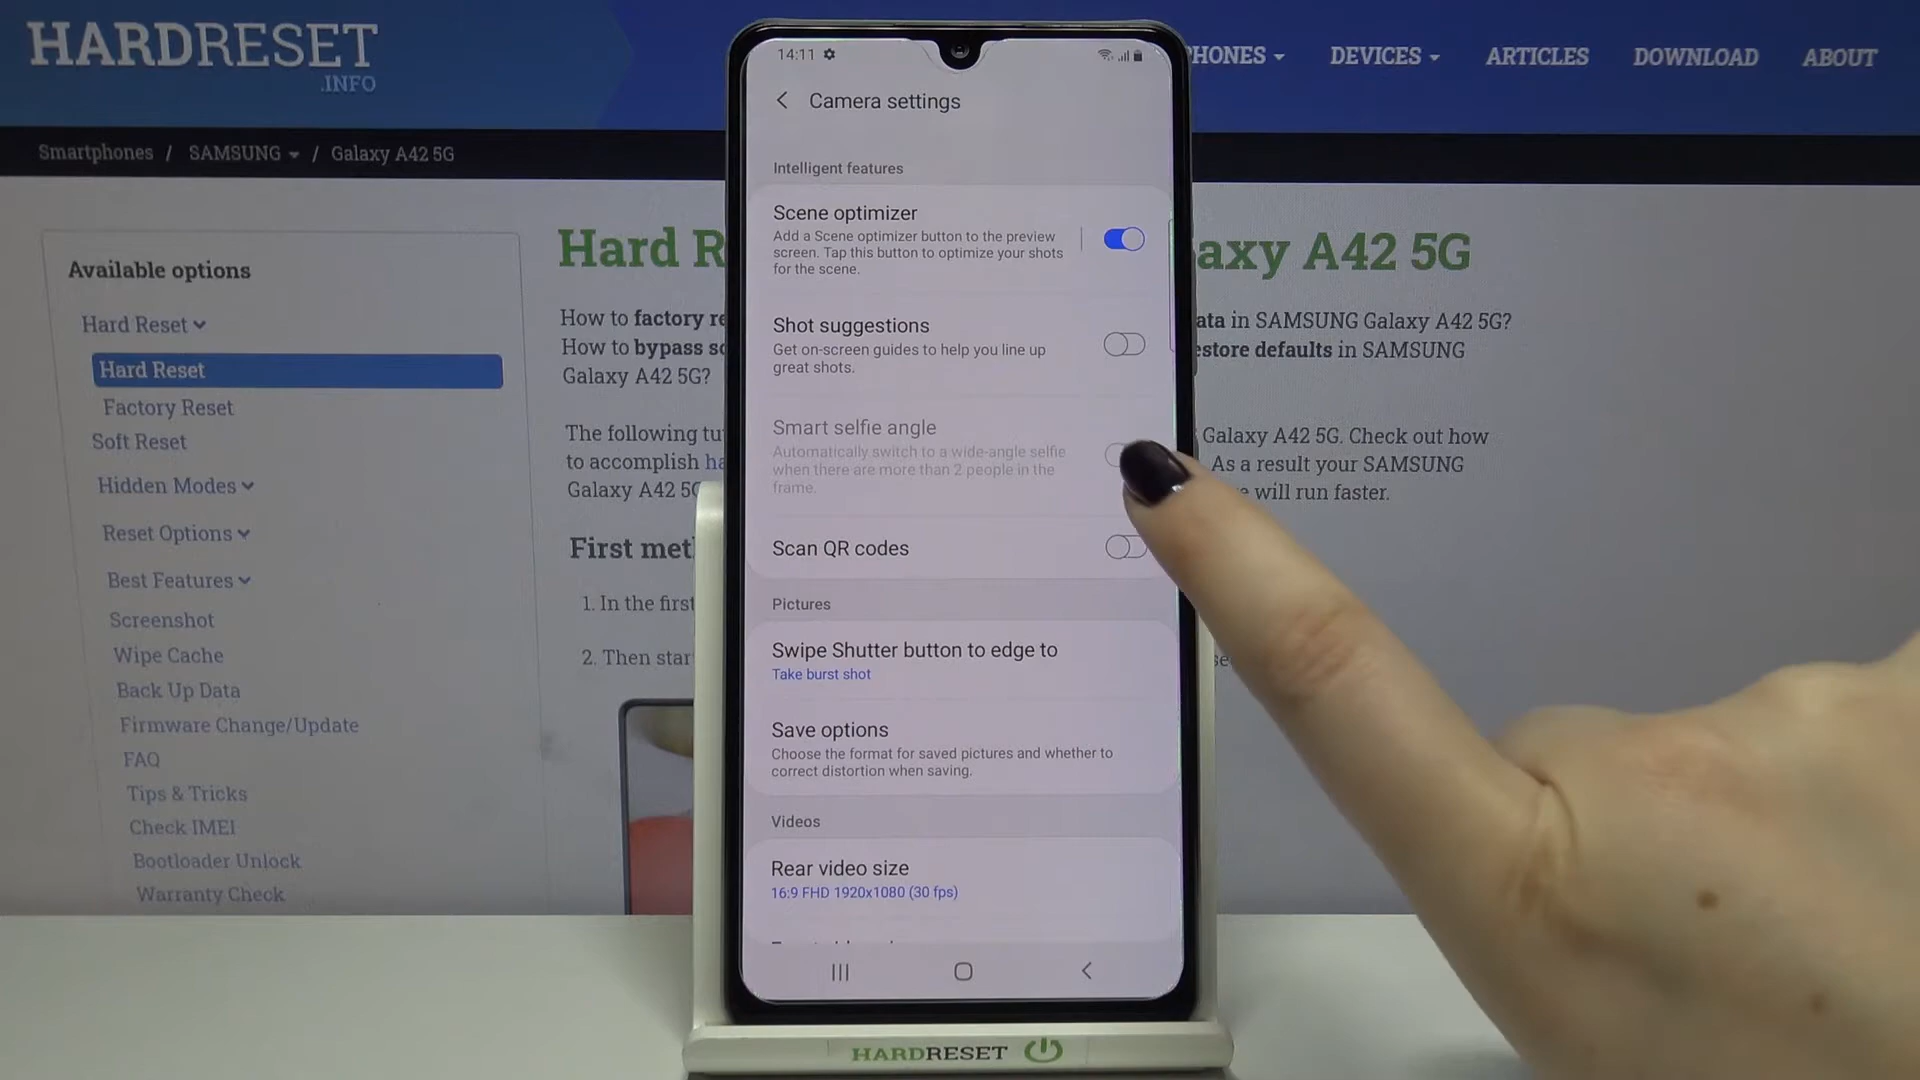 HARDRESET
.INFO
PHONES
DEVICES
ARTICLES
DOWNLOAD
ABOUT
Smartphones / SAMSUNG / Galaxy A42 5G
Available options
Hard Reset
Hard Reset
Factory Reset
Soft Reset
Hidden Modes
Reset Options
Best Features
Screenshot
Wipe Cache
Back Up Data
Firmware Change/Update
FAQ
Tips & Tricks
Check IMEI
Bootloader Unlock
Warranty Check
Hard R
axy A42 5G
How to factory re
ata in SAMSUNG Galaxy A42 5G?
How to bypass sc
estore defaults in SAMSUNG
Galaxy A42 5G?
The following tu
Galaxy A42 5G. Check out how
to accomplish ha
As a result your SAMSUNG
Galaxy A42 5G
will run faster.
First met
1. In the first
2. Then star
14:11
Camera settings
Intelligent features
Scene optimizer
Add a Scene optimizer button to the preview
screen. Tap this button to optimize your shots
for the scene.
Shot suggestions
Get on-screen guides to help you line up
great shots.
Smart selfie angle
Automatically switch to a wide-angle selfie
when there are more than 2 people in the
frame.
Scan QR codes
Pictures
Swipe Shutter button to edge to
Take burst shot
Save options
Choose the format for saved pictures and whether to
correct distortion when saving.
Videos
Rear video size
16:9 FHD 1920x1080 (30 fps)
HARDRESET